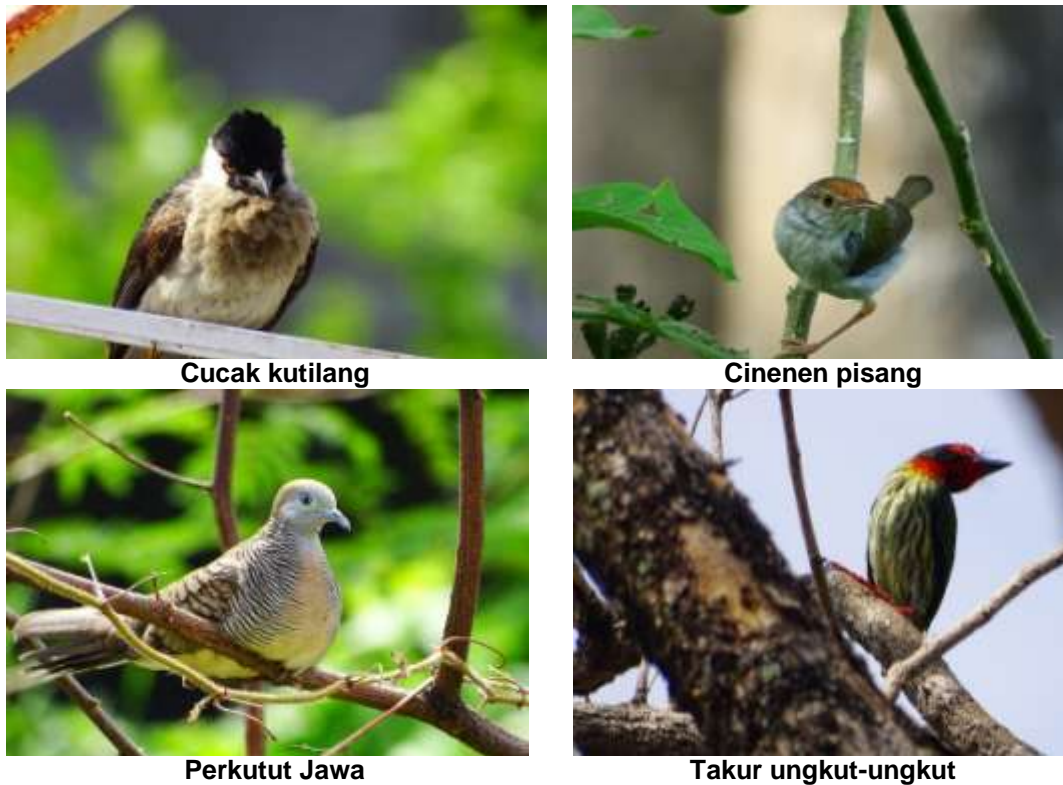 Cucak kutilang
Cinenen pisang
Perkutut Jawa
Takur ungkut-ungkut